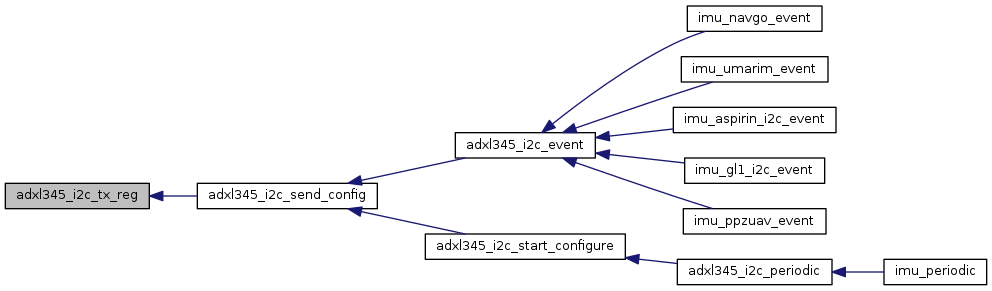 imu_navgo_event
imu_umarim_event
imu_aspirin_i2c_event
adxl345_i2c_event
imu_gl1_i2c_event
adxl345_i2c_tx_reg
adxl345_i2c_send_config
imu_ppzuav_event
adxl345_i2c_start_configure
adxl345_i2c_periodic
imu_periodic